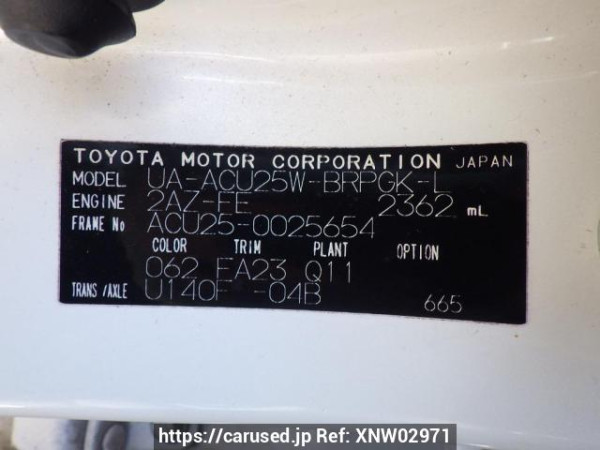 TOYOTA MOTOR CORPORATION JAPAN
MODEL UA-ACU25W-BRPGK-L
ENGINE 2AZ-FE 2362 mL
FRAME No ACU25-0025654
COLOR TRIM PLANT OPTION
062 FA23 Q11
TRANS/AXLE U140F -04B 665
https://carused.jp Ref: XNW02971